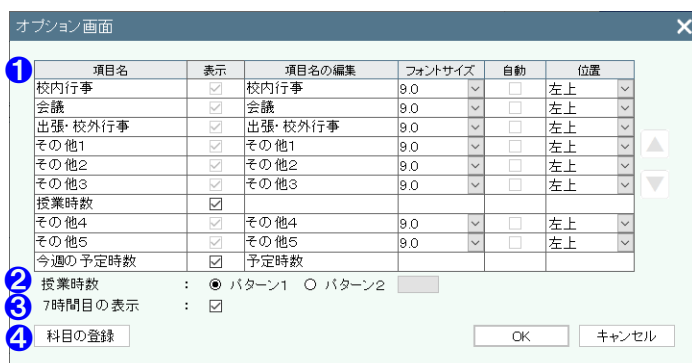 オプション画面
❶ 項目名 表示 項目名の編集 フォントサイズ 自動 位置
校内行事 校内行事 9.0 左上
会議 会議 9.0 左上
出張・校外行事 出張・校外行事 9.0 左上
その他1 その他1 9.0 左上
その他2 その他2 9.0 左上
その他3 その他3 9.0 左上
授業時数
その他4 その他4 9.0 左上
その他5 その他5 9.0 左上
今週の予定時数 予定時数
❷ 授業時数 : パターン1 パターン2
❸ 7時間目の表示 :
❹ 科目の登録 OK キャンセル